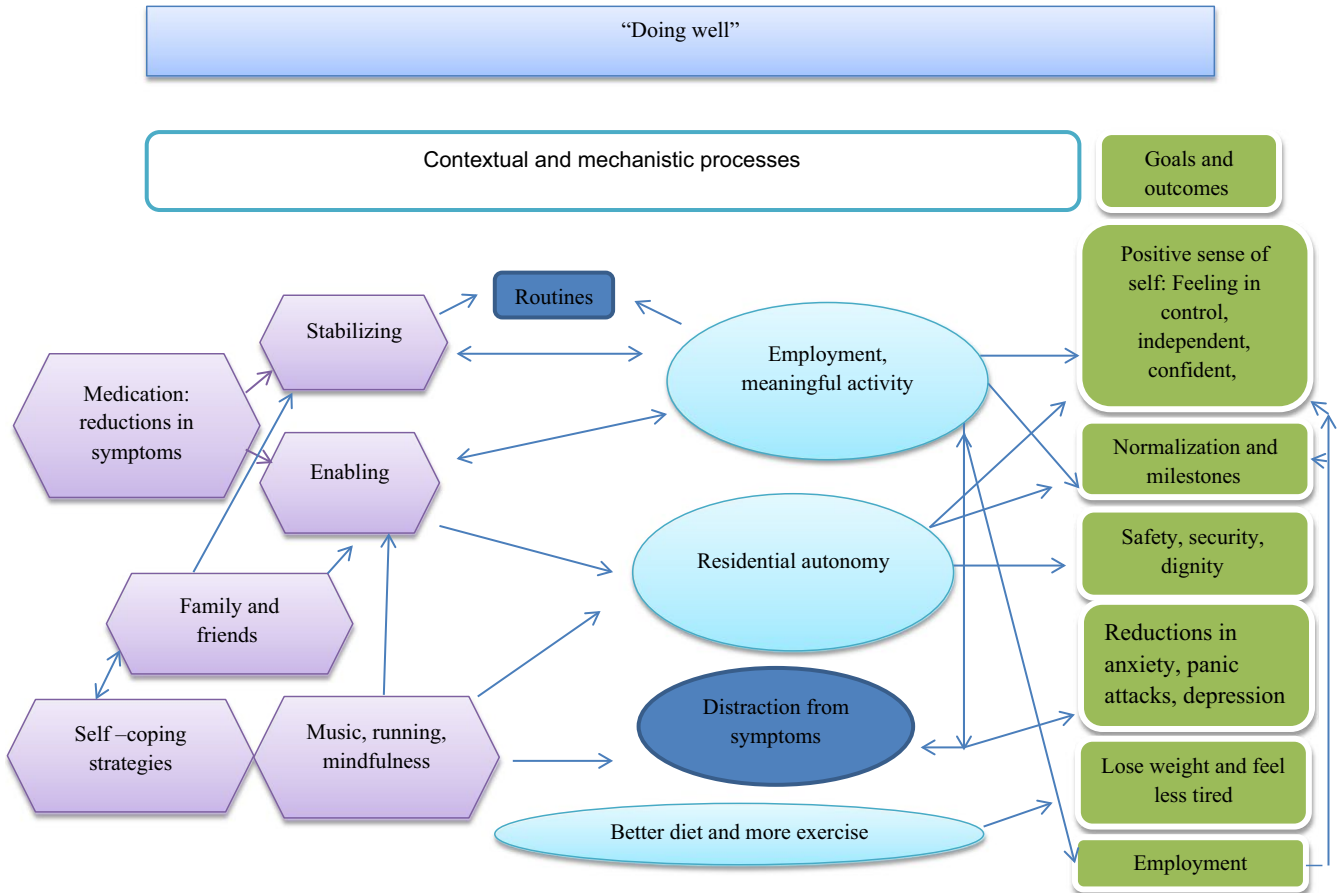 “Doing well”
Contextual and mechanistic processes
Goals and
outcomes
Positive sense of
self: Feeling in
control,
independent,
confident,
Routines
Stabilizing
Employment,
meaningful activity
Medication:
reductions in
symptoms
Enabling
Normalization and
milestones
Residential autonomy
Safety, security,
dignity
Family and
friends
Reductions in
anxiety, panic
attacks, depression
Distraction from
symptoms
Self –coping
strategies
Music, running,
mindfulness
Lose weight and feel
less tired
Better diet and more exercise
Employment